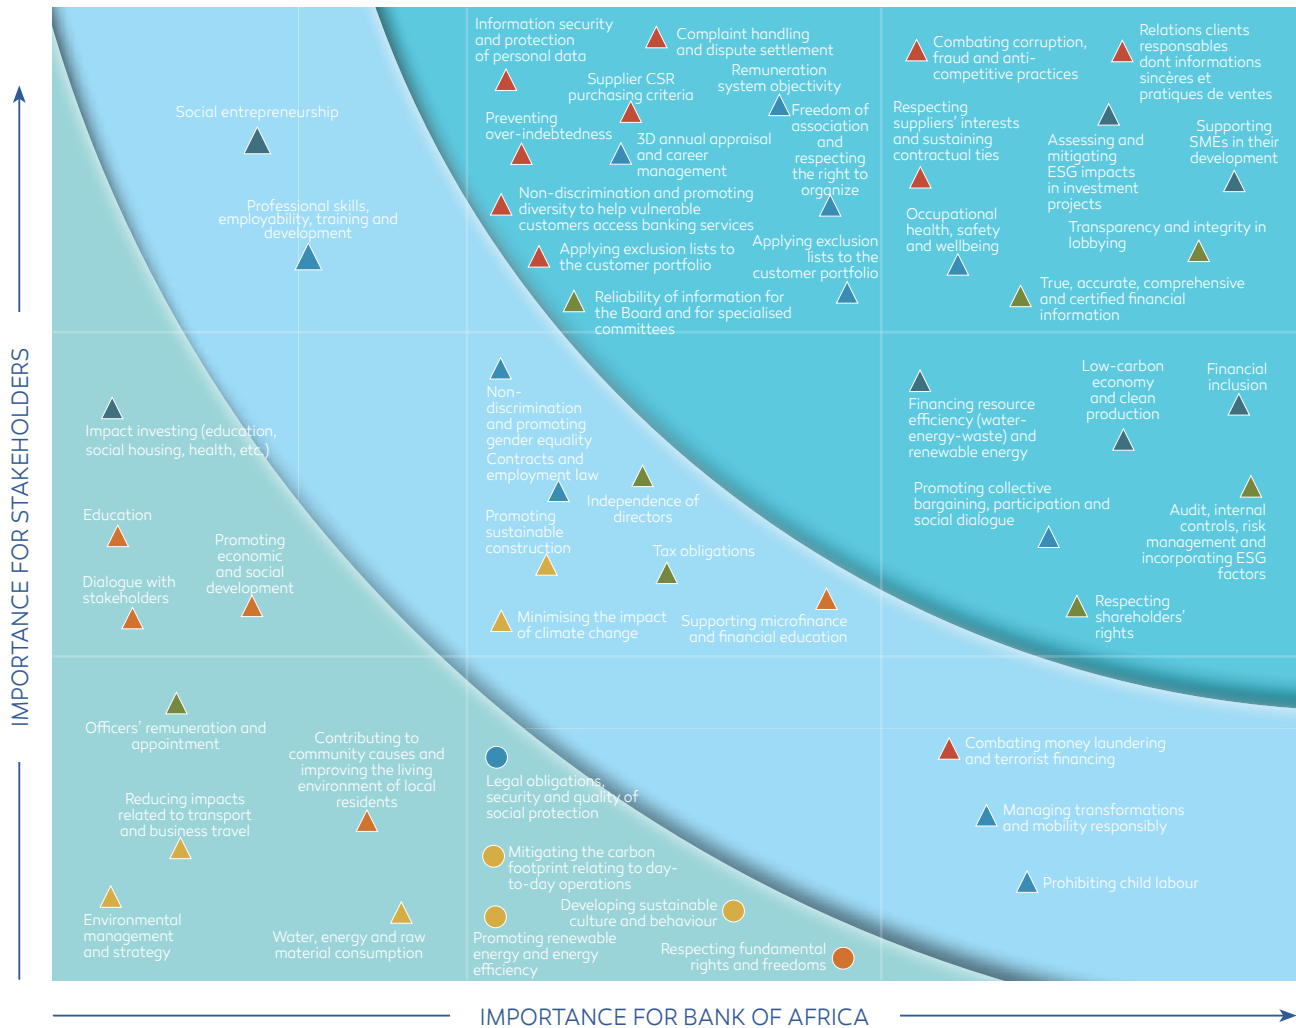 Information security
and protection
of personal data
Complaint handling
and dispute settlement
Combating corruption,
fraud and anti-
competitive practices
Relations clients
responsables
dont informations
sincères et
pratiques de ventes
Social entrepreneurship
Supplier CSR
purchasing criteria
Remuneration
system objectivity
Preventing
over-indebtedness
3D annual appraisal
and career
management
Freedom of
association
and
respecting
the right to
organize
Respecting
suppliers' interests
and sustaining
contractual ties
Assessing and
mitigating
ESG impacts
in investment
projects
Supporting
SMEs in their
development
Professional skills,
employability, training and
development
Non-discrimination and promoting
diversity to help vulnerable
customers access banking services
Occupational
health, safety
and wellbeing
Transparency and integrity in
lobbying
Applying exclusion lists to
the customer portfolio
Applying exclusion
lists to the
customer portfolio
Reliability of information for
the Board and for specialised
committees
True, accurate, comprehensive
and certified financial
information
IMPORTANCE FOR STAKEHOLDERS
Impact investing (education,
social housing, health, etc.)
Non-
discrimination
and promoting
gender equality
Contracts and
employment law
Independence of
directors
Financing resource
efficiency (water-
energy-waste) and
renewable energy
Low-carbon
economy
and clean
production
Financial
inclusion
Education
Promoting
economic
and social
development
Dialogue with
stakeholders
Promoting
sustainable
construction
Tax obligations
Promoting collective
bargaining, participation and
social dialogue
Audit, internal
controls, risk
management and
incorporating ESG
factors
Minimising the impact
of climate change
Supporting microfinance
and financial education
Respecting
shareholders'
rights
Officers' remuneration and
appointment
Contributing to
community causes and
improving the living
environment of local
residents
Legal obligations,
security and quality of
social protection
Combating money laundering
and terrorist financing
Reducing impacts
related to transport
and business travel
Mitigating the carbon
footprint relating to day-
to-day operations
Managing transformations
and mobility responsibly
Environmental
management
and strategy
Water, energy and raw
material consumption
Promoting renewable
energy and energy
efficiency
Developing sustainable
culture and behaviour
Respecting fundamental
rights and freedoms
Prohibiting child labour
IMPORTANCE FOR BANK OF AFRICA